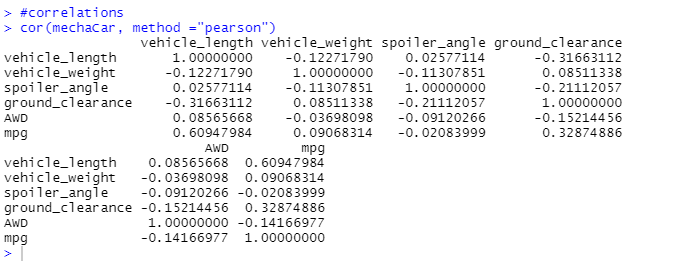 > #correlations
> cor(mechaCar, method ="pearson")
vehicle_length vehicle_weight spoiler_angle ground_clearance
vehicle_length 1.00000000 -0.12271790 0.02577114 -0.31663112
vehicle_weight -0.12271790 1.00000000 -0.11307851 0.08511338
spoiler_angle 0.02577114 -0.11307851 1.00000000 -0.21112057
ground_clearance -0.31663112 0.08511338 -0.21112057 1.00000000
AWD 0.08565668 -0.03698098 -0.09120266 -0.15214456
mpg 0.60947984 0.09068314 -0.02083999 0.32874886
AWD mpg
vehicle_length 0.08565668 0.60947984
vehicle_weight -0.03698098 0.09068314
spoiler_angle -0.09120266 -0.02083999
ground_clearance -0.15214456 0.32874886
AWD 1.00000000 -0.14166977
mpg -0.14166977 1.00000000
>